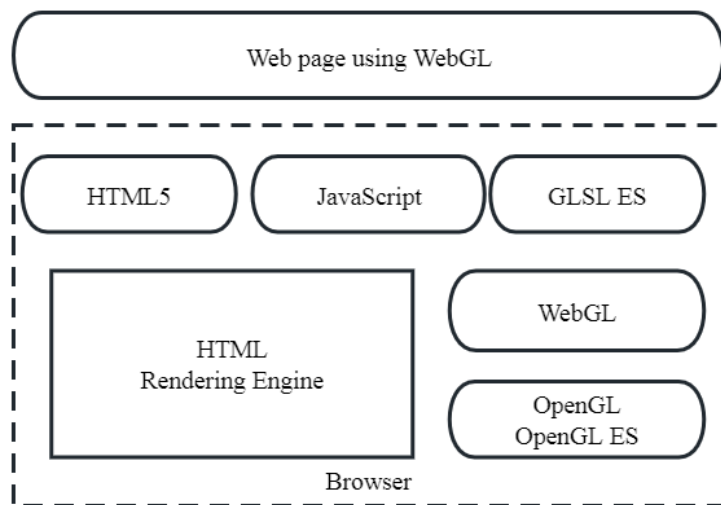 Web page using WebGL
HTML5
JavaScript
GLSL ES
HTML
Rendering Engine
WebGL
OpenGL
OpenGL ES
Browser